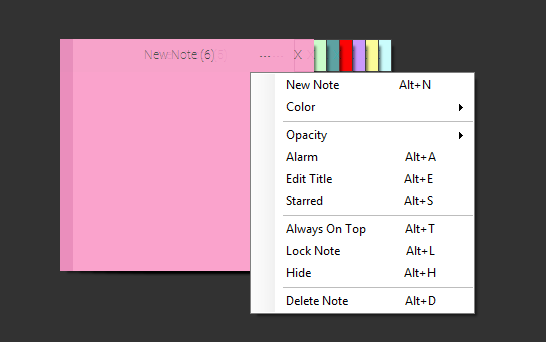 New Note (6)
X
New Note Alt+N
Color
Opacity
Alarm Alt+A
Edit Title Alt+E
Starred Alt+S
Always On Top Alt+T
Lock Note Alt+L
Hide Alt+H
Delete Note Alt+D